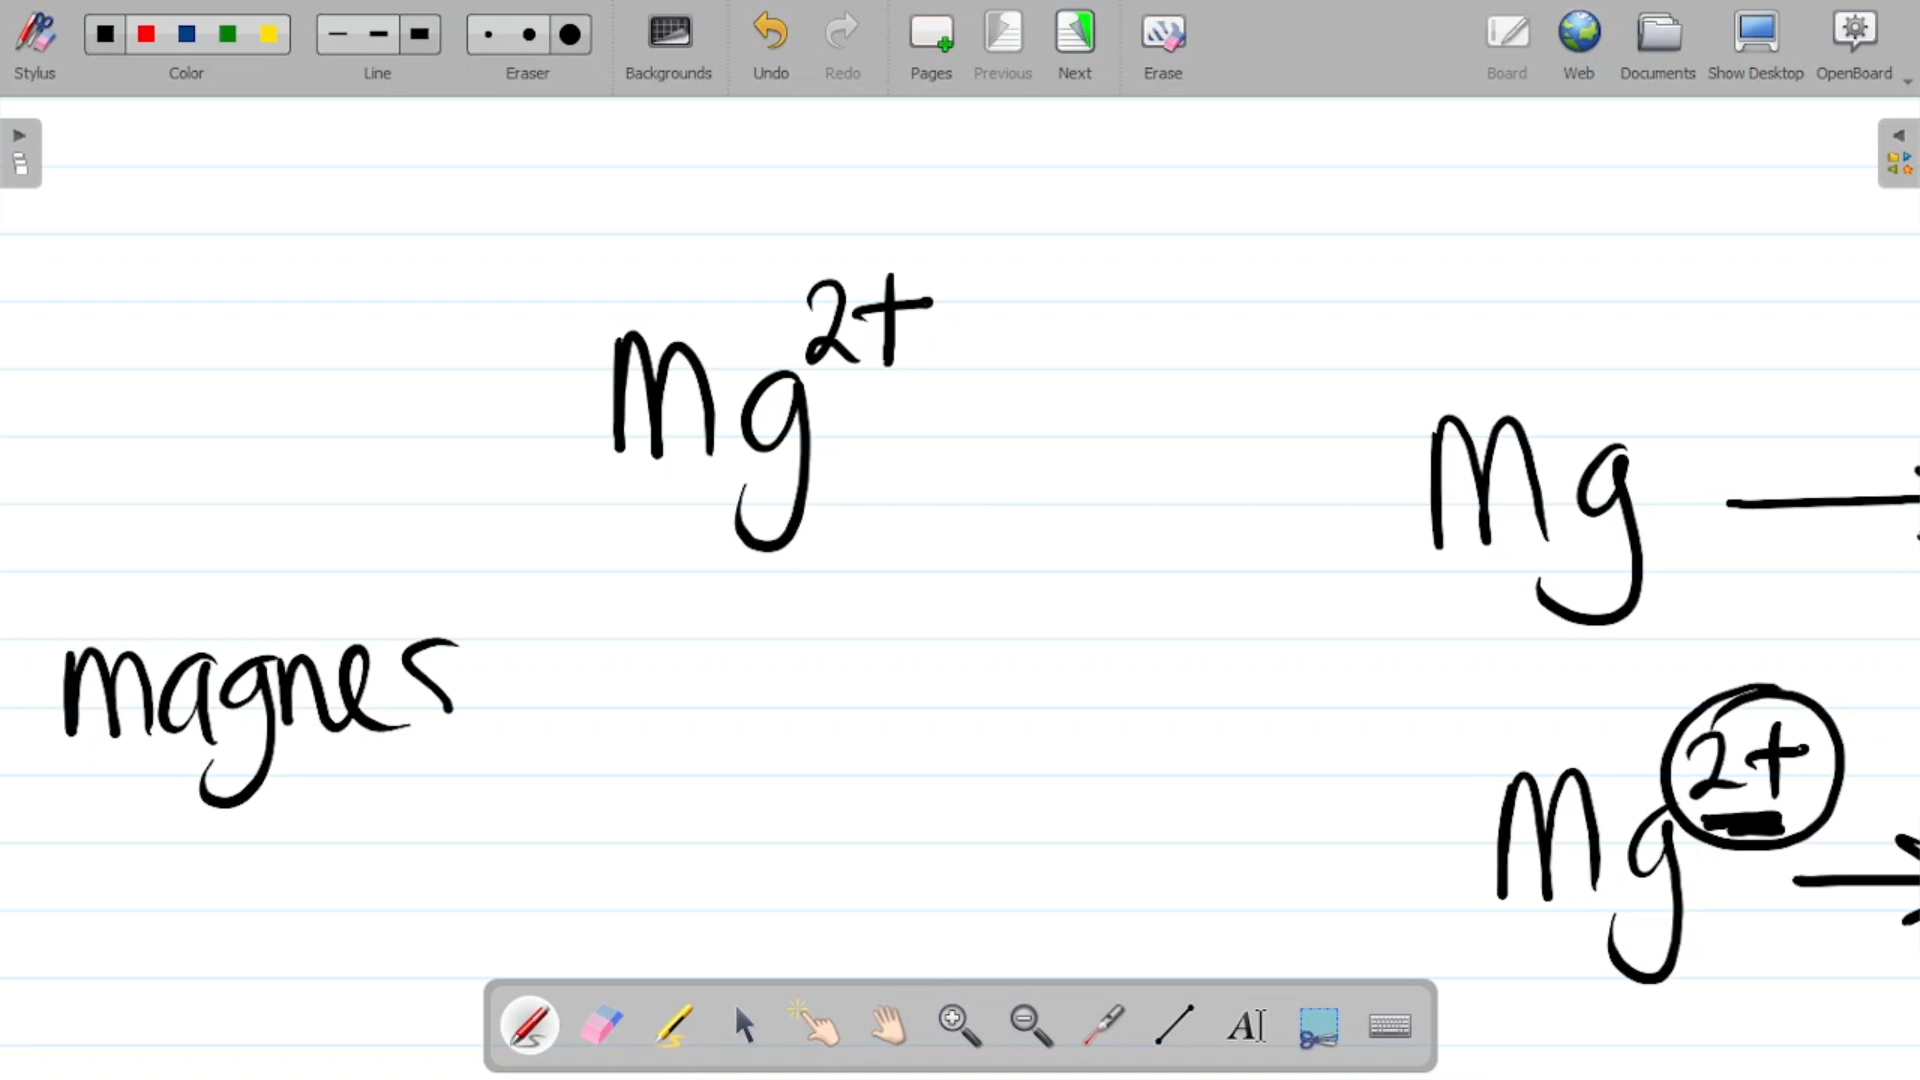 Stylus Color Line Eraser Backgrounds Undo Redo Pages Previous Next Erase Board Web Documents Show Desktop OpenBoard
Mg²⁺
Mg →
magnes
Mg²⁺ →
A